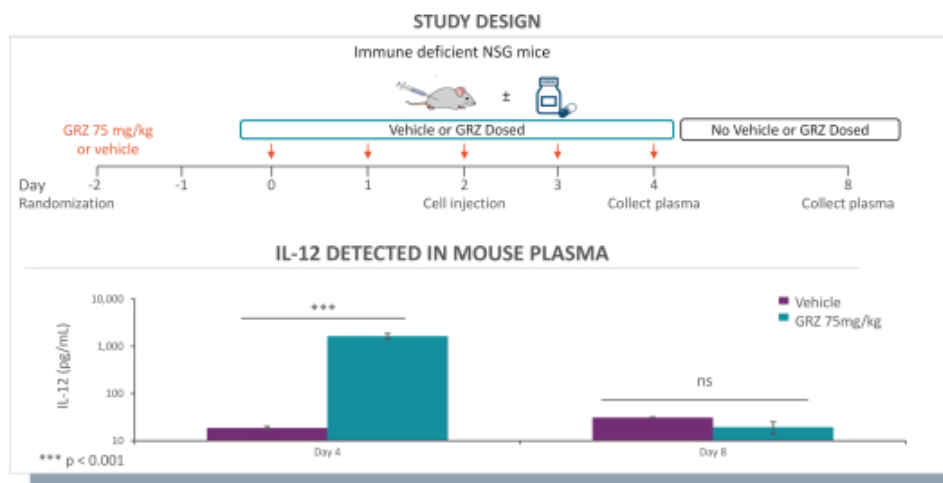 STUDY DESIGN
Immune deficient NSG mice
±
GRZ 75 mg/kg
or vehicle
Vehicle or GRZ Dosed
No Vehicle or GRZ Dosed
Day -2 -1 0 1 2 3 4 8
Randomization Cell injection Collect plasma Collect plasma
IL-12 DETECTED IN MOUSE PLASMA
10,000
1,000
100
10
IL-12 (pg/mL)
***
Vehicle
GRZ 75mg/kg
ns
Day 4 Day 8
*** p < 0.001